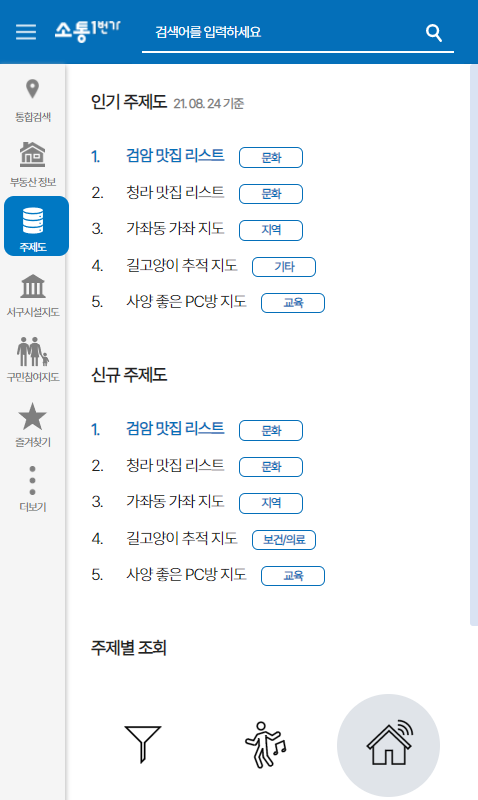 소통1번가
검색어를 입력하세요
통합검색
부동산 정보
주제도
서구시설지도
구민참여지도
즐겨찾기
더보기
인기 주제도 21. 08. 24 기준
1. 검암 맛집 리스트 문화
2. 청라 맛집 리스트 문화
3. 가좌동 가좌 지도 지역
4. 길고양이 추적 지도 기타
5. 사양 좋은 PC방 지도 교육
신규 주제도
1. 검암 맛집 리스트 문화
2. 청라 맛집 리스트 문화
3. 가좌동 가좌 지도 지역
4. 길고양이 추적 지도 보건/의료
5. 사양 좋은 PC방 지도 교육
주제별 조회